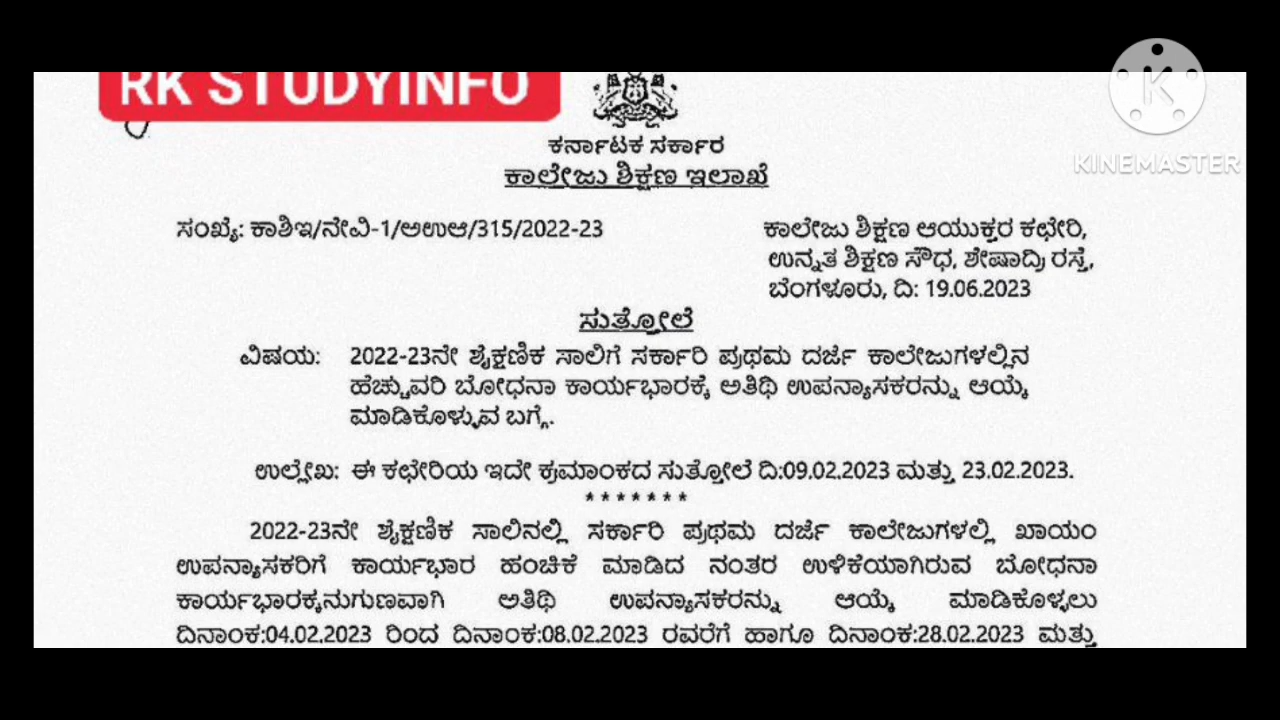 RK STUDYINFO
KINEMASTER
ಕರ್ನಾಟಕ ಸರ್ಕಾರ
ಕಾಲೇಜು ಶಿಕ್ಷಣ ಇಲಾಖೆ
ಸಂಖ್ಯೆ: ಕಾಶಿಇ/ನೇವಿ-1/ಅಉಆ/315/2022-23
ಕಾಲೇಜು ಶಿಕ್ಷಣ ಆಯುಕ್ತರ ಕಛೇರಿ,
ಉನ್ನತ ಶಿಕ್ಷಣ ಸೌಧ, ಶೇಷಾದ್ರಿ ರಸ್ತೆ,
ಬೆಂಗಳೂರು, ದಿ: 19.06.2023
ಸುತ್ತೋಲೆ
ವಿಷಯ: 2022-23ನೇ ಶೈಕ್ಷಣಿಕ ಸಾಲಿಗೆ ಸರ್ಕಾರಿ ಪ್ರಥಮ ದರ್ಜೆ ಕಾಲೇಜುಗಳಲ್ಲಿನ
ಹೆಚ್ಚುವರಿ ಬೋಧನಾ ಕಾರ್ಯಭಾರಕ್ಕೆ ಅತಿಥಿ ಉಪನ್ಯಾಸಕರನ್ನು ಆಯ್ಕೆ
ಮಾಡಿಕೊಳ್ಳುವ ಬಗ್ಗೆ.
ಉಲ್ಲೇಖ: ಈ ಕಛೇರಿಯ ಇದೇ ಕ್ರಮಾಂಕದ ಸುತ್ತೋಲೆ ದಿ:09.02.2023 ಮತ್ತು 23.02.2023.
*******
2022-23ನೇ ಶೈಕ್ಷಣಿಕ ಸಾಲಿನಲ್ಲಿ ಸರ್ಕಾರಿ ಪ್ರಥಮ ದರ್ಜೆ ಕಾಲೇಜುಗಳಲ್ಲಿ ಖಾಯಂ
ಉಪನ್ಯಾಸಕರಿಗೆ ಕಾರ್ಯಭಾರ ಹಂಚಿಕೆ ಮಾಡಿದ ನಂತರ ಉಳಿಕೆಯಾಗಿರುವ ಬೋಧನಾ
ಕಾರ್ಯಭಾರಕ್ಕನುಗುಣವಾಗಿ ಅತಿಥಿ ಉಪನ್ಯಾಸಕರನ್ನು ಆಯ್ಕೆ ಮಾಡಿಕೊಳ್ಳಲು
ದಿನಾಂಕ:04.02.2023 ರಿಂದ ದಿನಾಂಕ:08.02.2023 ರವರೆಗೆ ಹಾಗೂ ದಿನಾಂಕ:28.02.2023 ಮತ್ತು